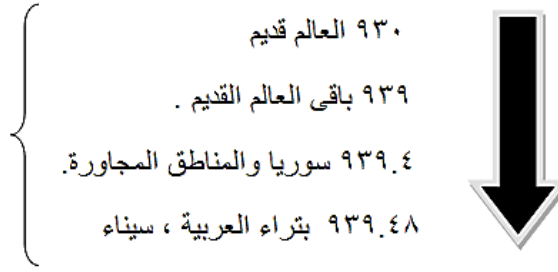 ٩٣٠ العالم قديم
٩٣٩ باقى العالم القديم .
٩٣٩.٤ سوريا والمناطق المجاورة.
٩٣٩.٤٨ بتراء العربية ، سيناء